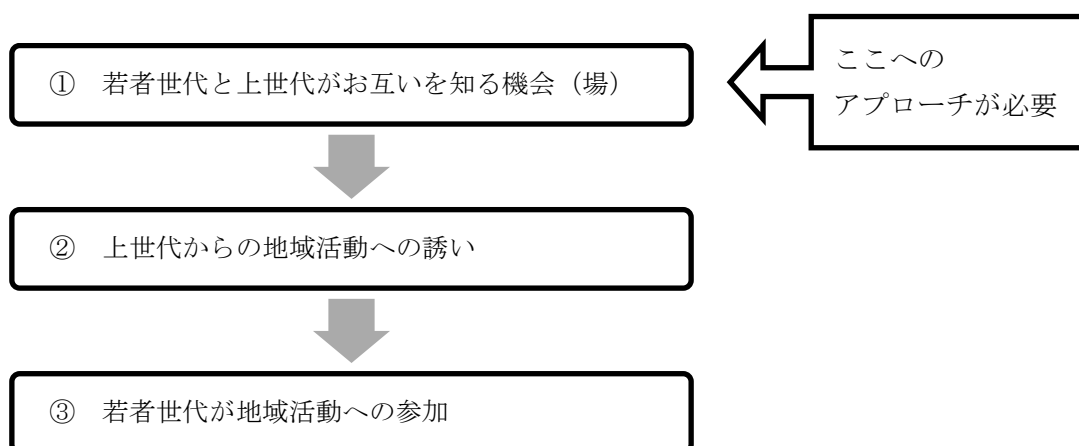 ① 若者世代と上世代がお互いを知る機会（場）
ここへの
アプローチが必要
② 上世代からの地域活動への誘い
③ 若者世代が地域活動への参加